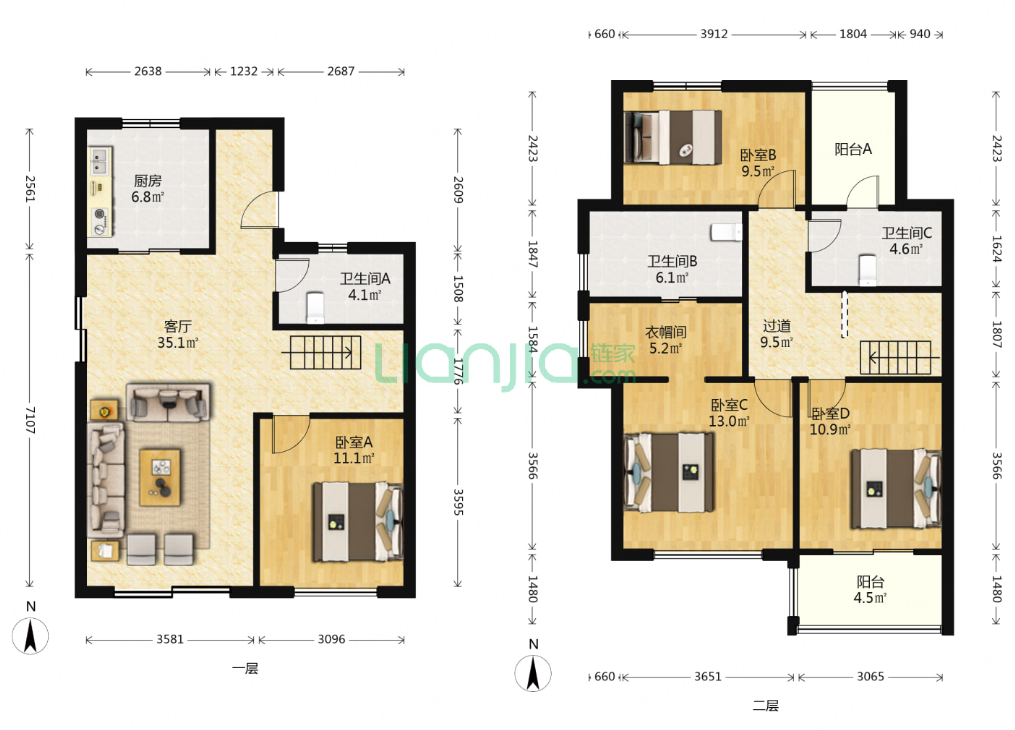 2638 1232 2687
2561
7107
2609
1508
1776
3595
厨房
6.8㎡
卫生间A
4.1㎡
客厅
35.1㎡
卧室A
11.1㎡
N
3581 3096
一层
660 3912 1804 940
2423
1847
1584
3566
1480
2423
1624
1807
3566
1480
卧室B
9.5㎡
阳台A
卫生间B
6.1㎡
卫生间C
4.6㎡
衣帽间
5.2㎡
过道
9.5㎡
卧室C
13.0㎡
卧室D
10.9㎡
阳台
4.5㎡
N
660 3651 3065
二层
Lianjia 链家
.com